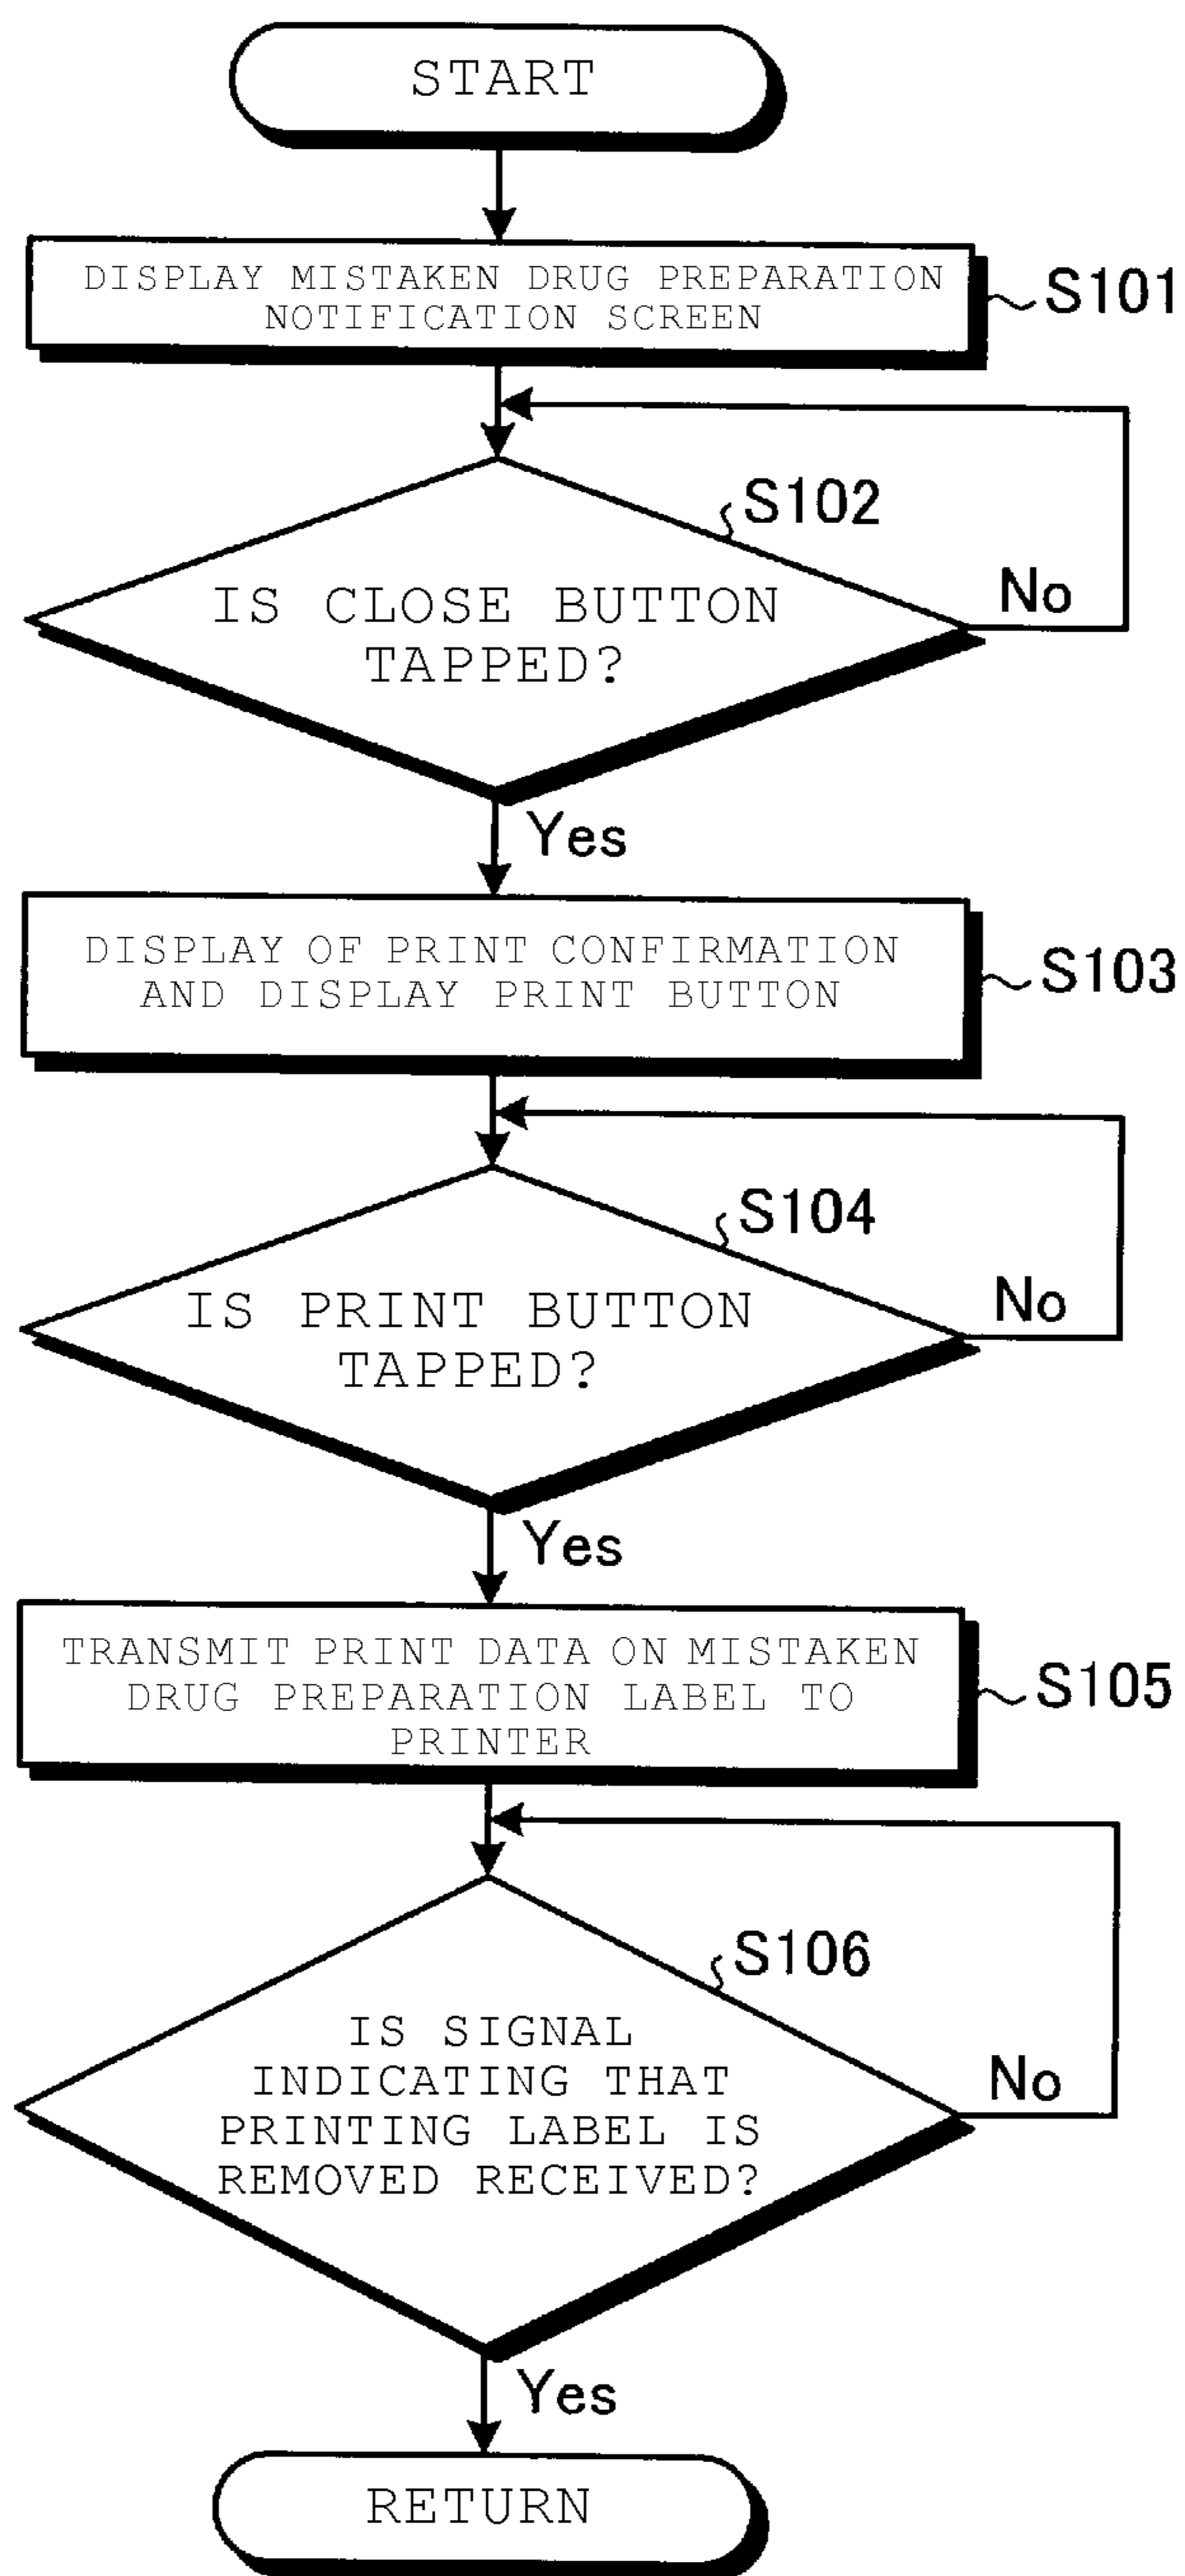 START
DISPLAY MISTAKEN DRUG PREPARATION
NOTIFICATION SCREEN
S101
S102
IS CLOSE BUTTON
TAPPED?
No
Yes
DISPLAY OF PRINT CONFIRMATION
AND DISPLAY PRINT BUTTON
S103
S104
IS PRINT BUTTON
TAPPED?
No
Yes
TRANSMIT PRINT DATA ON MISTAKEN
DRUG PREPARATION LABEL TO
PRINTER
S105
S106
IS SIGNAL
INDICATING THAT
PRINTING LABEL IS
REMOVED RECEIVED?
No
Yes
RETURN